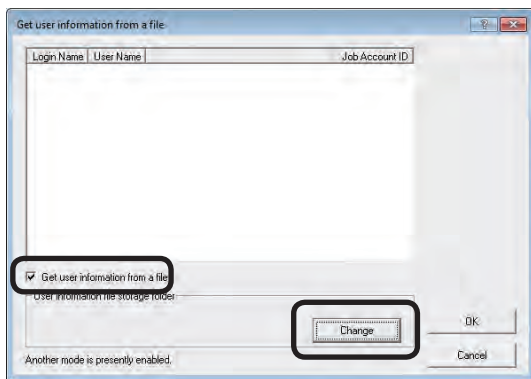 Get user information from a file
Login Name User Name Job Account ID
Get user information from a file
User information file storage folder
Change
OK
Another mode is presently enabled.
Cancel